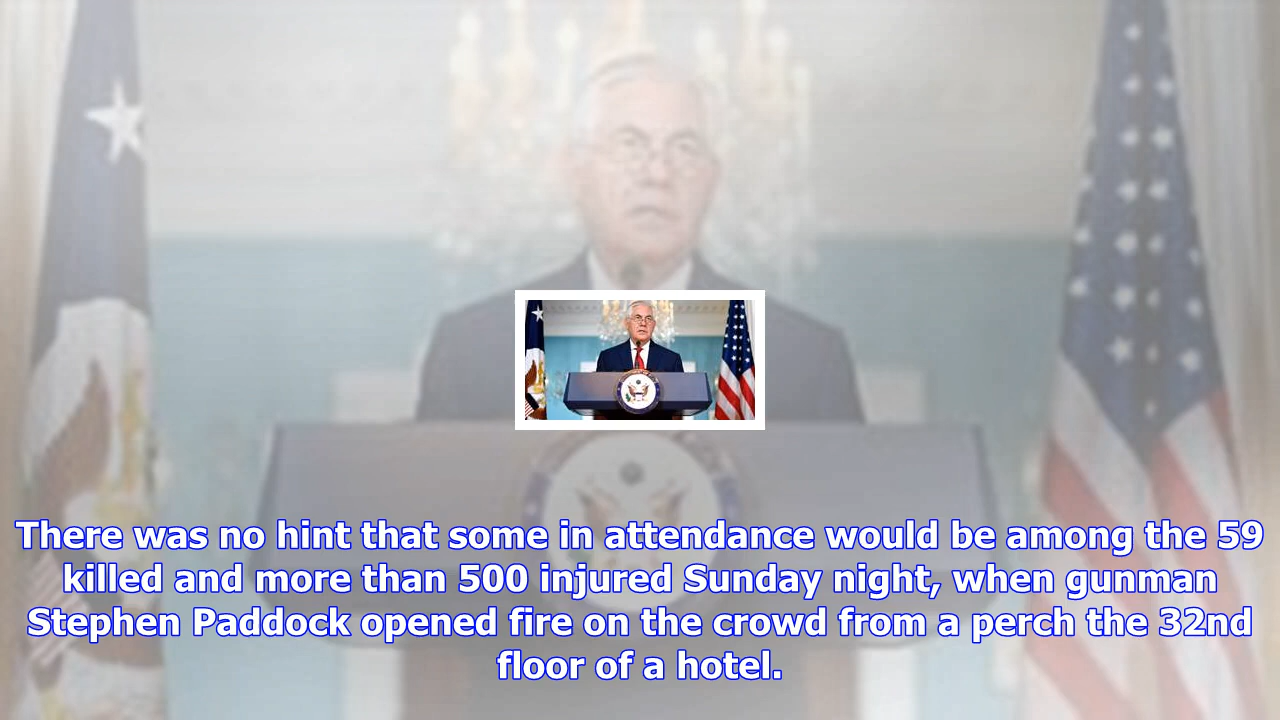 There was no hint that some in attendance would be among the 59
killed and more than 500 injured Sunday night, when gunman
Stephen Paddock opened fire on the crowd from a perch the 32nd
floor of a hotel.